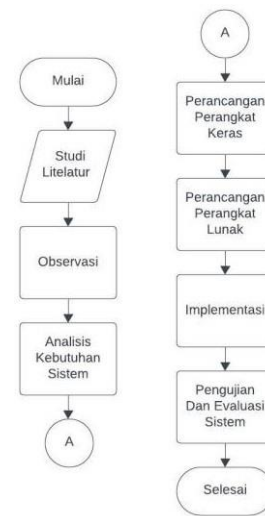 Mulai
Studi
Litelatur
Observasi
Analisis
Kebutuhan
Sistem
A
A
Perancangan
Perangkat
Keras
Perancangan
Perangkat
Lunak
Implementasi
Pengujian
Dan Evaluasi
Sistem
Selesai